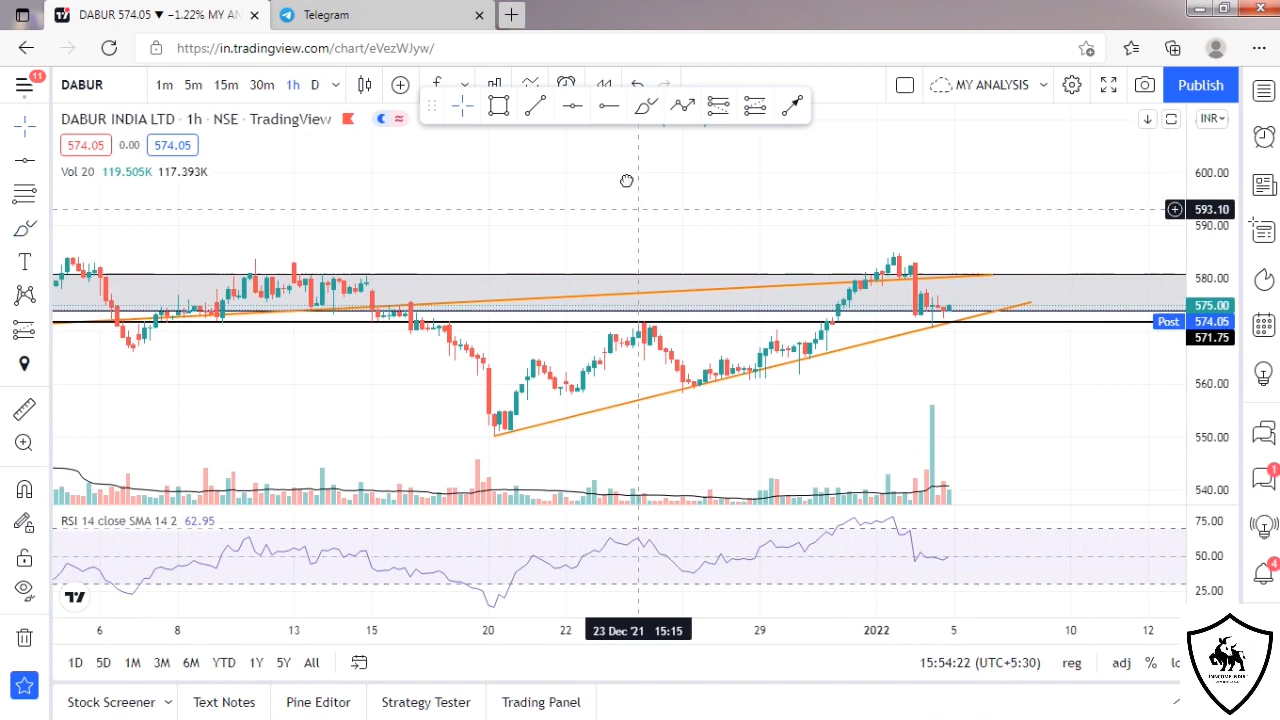 DABUR 574.05 ▼ −1.22% MY AN
Telegram
https://in.tradingview.com/chart/eVezWJyw/
11
DABUR
1m 5m 15m 30m 1h D
MY ANALYSIS
Publish
DABUR INDIA LTD · 1h · NSE · TradingView
INR
574.05 0.00 574.05
Vol 20 119.505K 117.393K
600.00
593.10
590.00
580.00
575.00
Post 574.05
571.75
560.00
550.00
540.00
RSI 14 close SMA 14 2 62.95
75.00
50.00
25.00
1
4
6 8 13 15 20 22 23 Dec '21 15:15 29 2022 5 10 12
1D 5D 1M 3M 6M YTD 1Y 5Y All
15:54:22 (UTC+5:30) reg adj % lo
Stock Screener Text Notes Pine Editor Strategy Tester Trading Panel